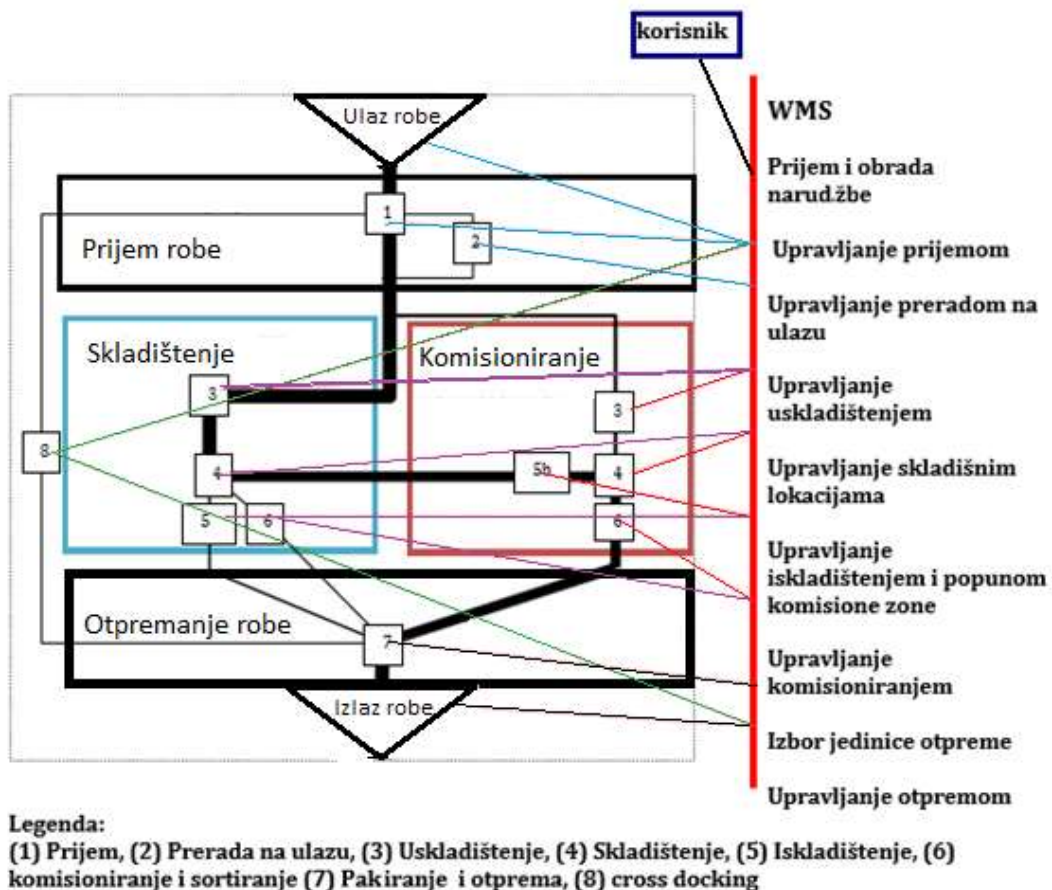 korisnik
WMS
Ulaz robe
Prijem i obrada
narudžbe
1
2
Prijem robe
Upravljanje prijemom
Upravljanje preradom na
ulazu
Skladištenje
Komisioniranje
3
3
Upravljanje
uskladištenjem
8
4
5b
4
Upravljanje skladišnim
lokacijama
5
6
6
Upravljanje
iskladištenjem i popunom
komisione zone
Otpremanje robe
7
Upravljanje
komisioniranjem
Izlaz robe
Izbor jedinice otpreme
Upravljanje otpremom
Legenda:
(1) Prijem, (2) Prerada na ulazu, (3) Uskladištenje, (4) Skladištenje, (5) Iskladištenje, (6)
komisioniranje i sortiranje (7) Pakiranje i otprema, (8) cross docking